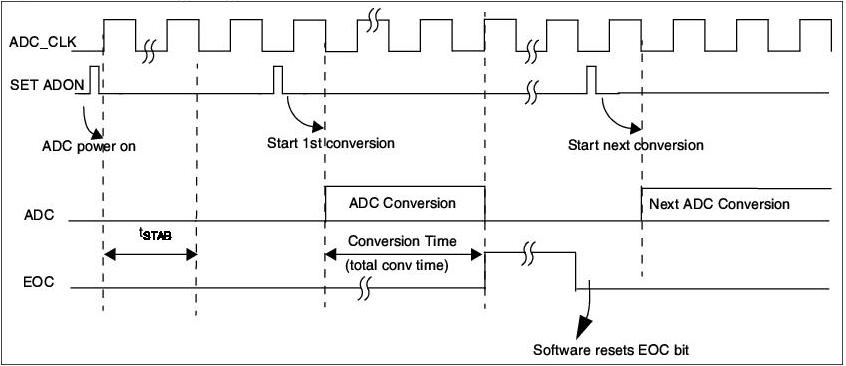 ADC_CLK
SET ADON
ADC power on
Start 1st conversion
Start next conversion
ADC
ADC Conversion
Next ADC Conversion
tSTAB
Conversion Time
(total conv time)
EOC
Software resets EOC bit